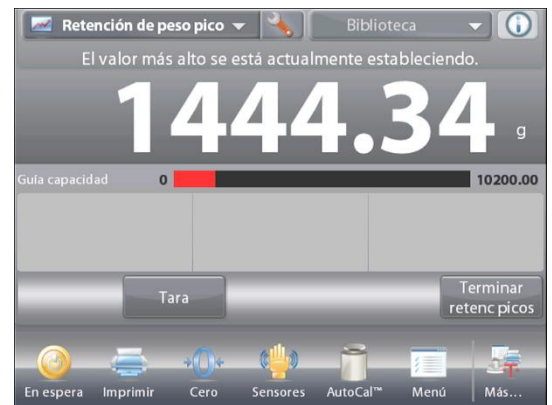 Retención de peso pico
Biblioteca
El valor más alto se está actualmente estableciendo.
1444.34 g
Guía capacidad 0 10200.00
Tara
Terminar
retenc picos
En espera Imprimir Cero Sensores AutoCal™ Menú Más...